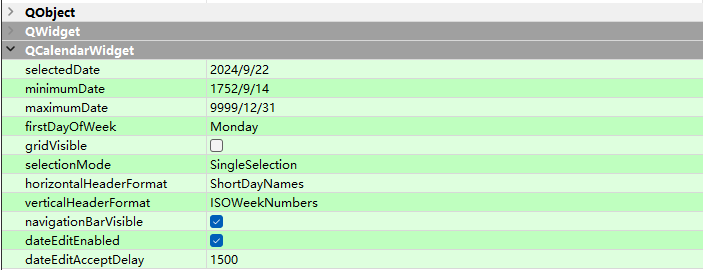 QObject
QWidget
QCalendarWidget
selectedDate 2024/9/22
minimumDate 1752/9/14
maximumDate 9999/12/31
firstDayOfWeek Monday
gridVisible
selectionMode SingleSelection
horizontalHeaderFormat ShortDayNames
verticalHeaderFormat ISOWeekNumbers
navigationBarVisible
dateEditEnabled
dateEditAcceptDelay 1500